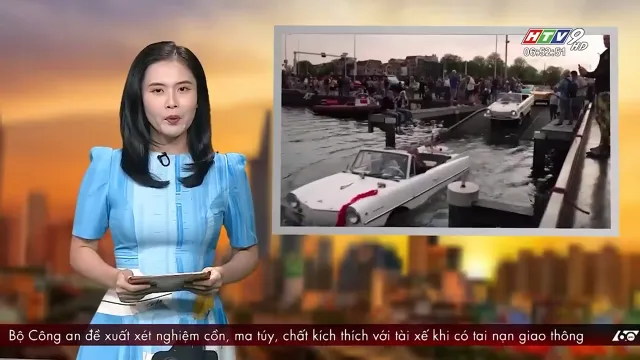 HTV9 HD
06:52:51
Bộ Công an đề xuất xét nghiệm cồn, ma túy, chất kích thích với tài xế khi có tai nạn giao thông